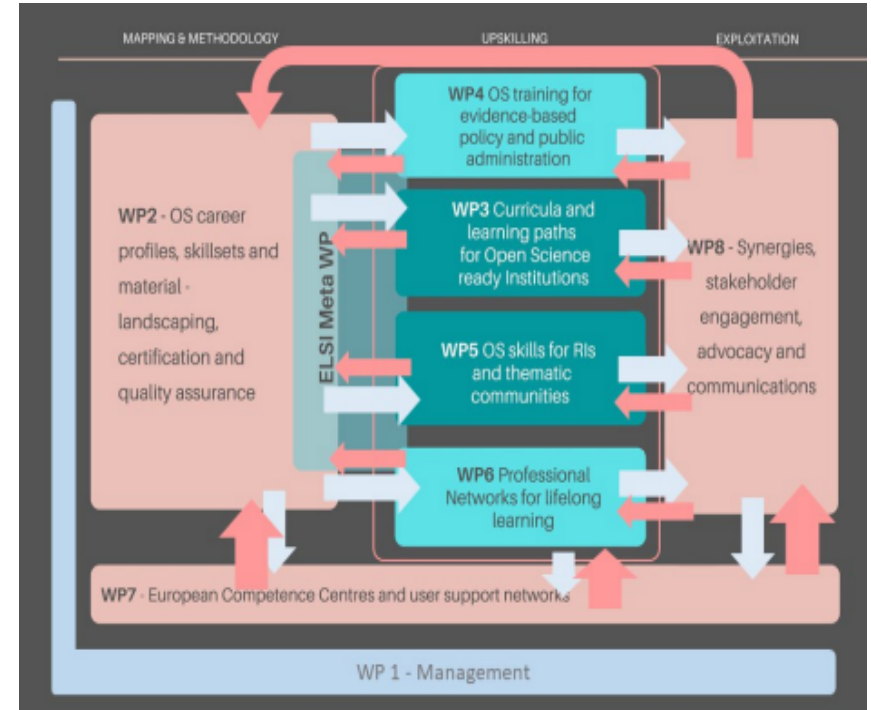 MAPPING & METHODOLOGY
UPSKILLING
EXPLOITATION
WP2 - OS career
profiles, skillsets and
material -
landscaping,
certification and
quality assurance
ELSI Meta WP
WP4 OS training for
evidence-based
policy and public
administration
WP3 Curricula and
learning paths
for Open Science
ready Institutions
WP5 OS skills for RIs
and thematic
communities
WP6 Professional
Networks for lifelong
learning
WP8 - Synergies,
stakeholder
engagement,
advocacy and
communications
WP7 - European Competence Centres and user support networks
WP 1 - Management